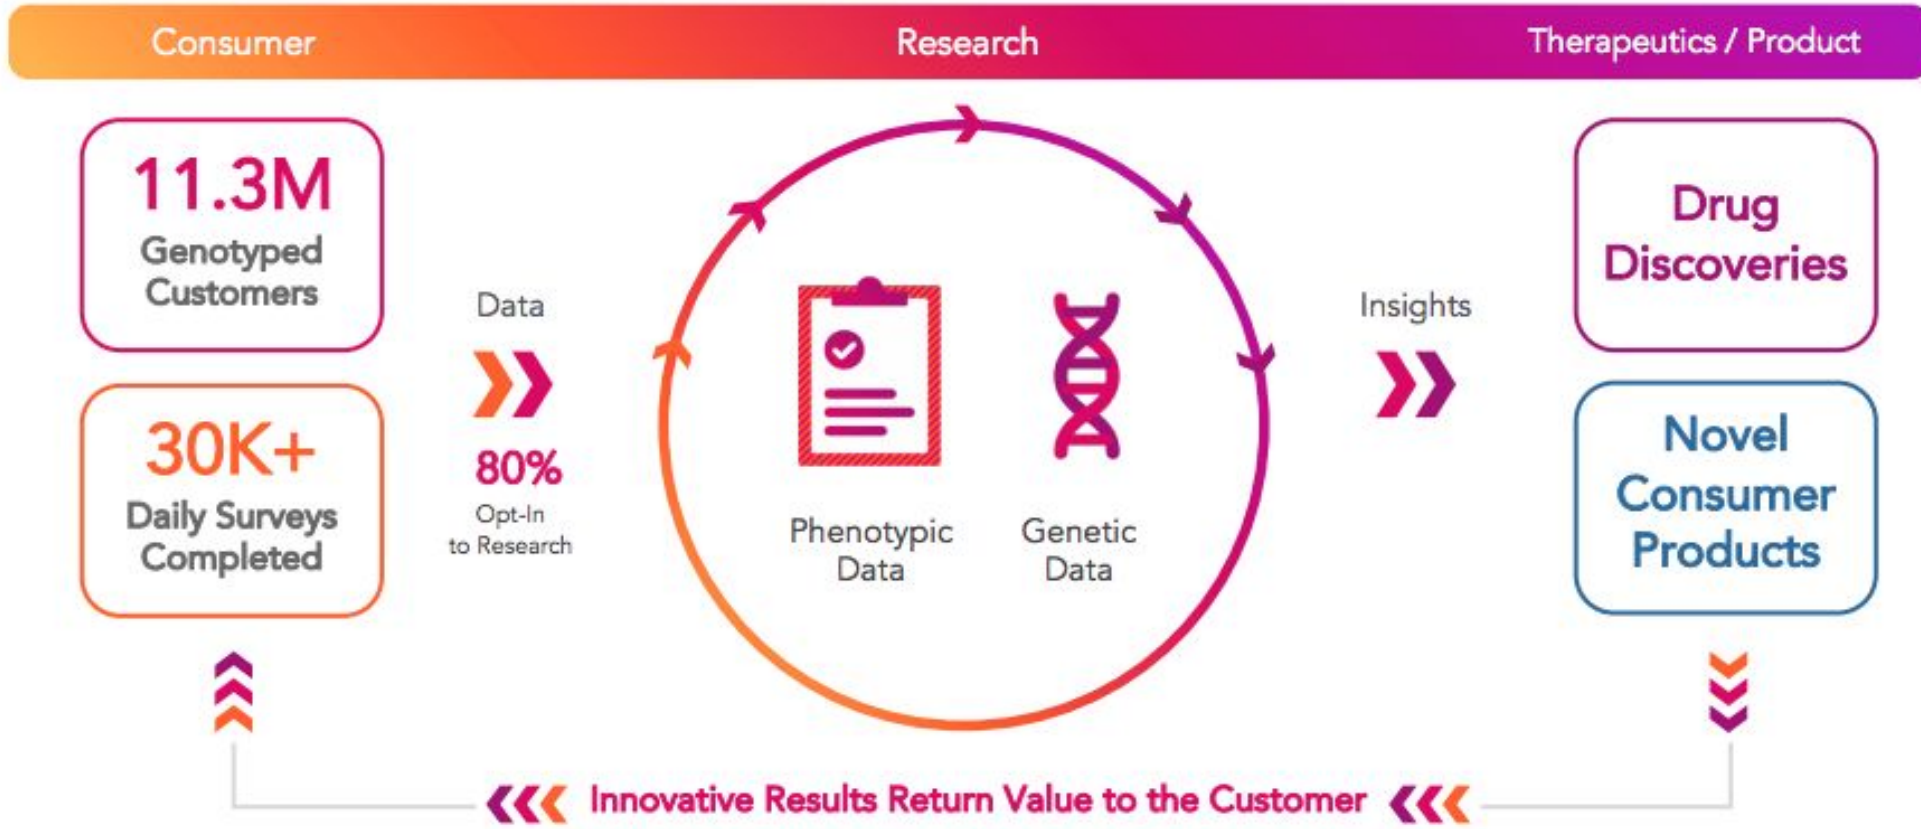 Consumer
Research
Therapeutics / Product
11.3M
Genotyped
Customers
30K+
Daily Surveys
Completed
Data
80%
Opt-In
to Research
Phenotypic
Data
Genetic
Data
Insights
Drug
Discoveries
Novel
Consumer
Products
Innovative Results Return Value to the Customer